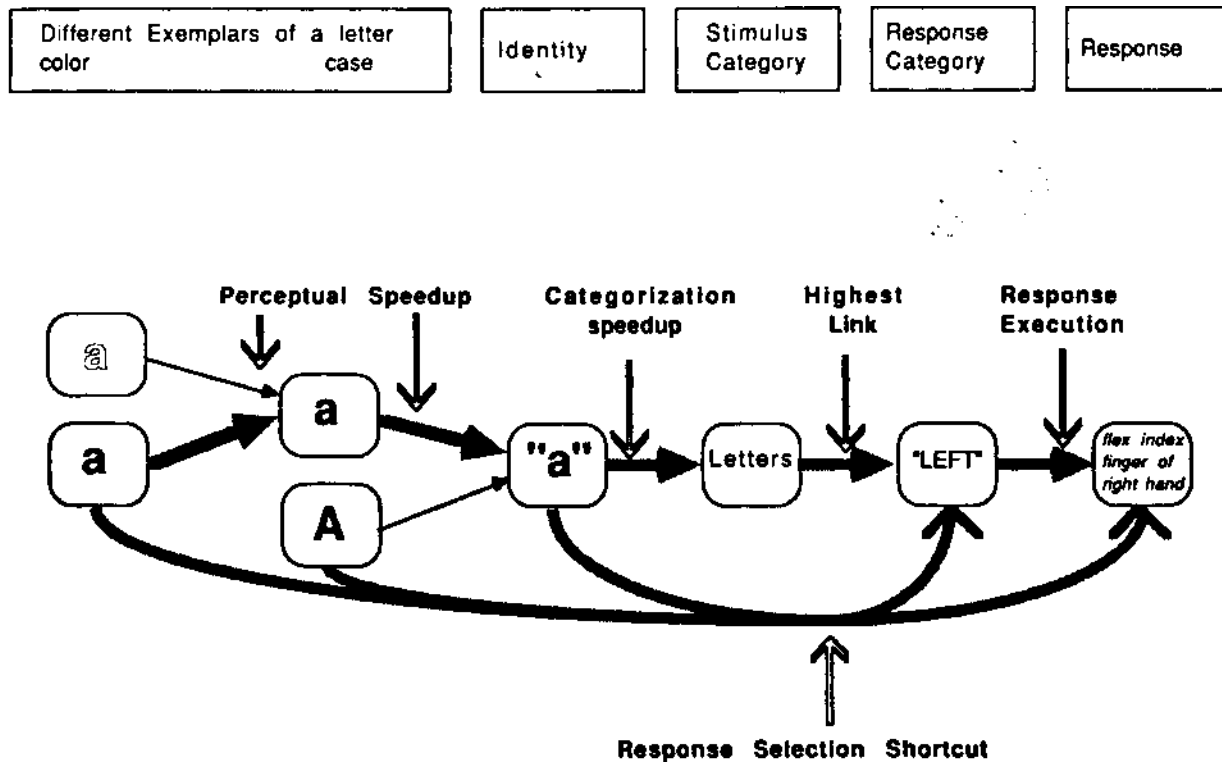 Different Exemplars of a letter
color case
Identity
Stimulus
Category
Response
Category
Response
Perceptual Speedup
Categorization
speedup
Highest
Link
Response
Execution
a
a
a
A
"a"
Letters
"LEFT"
flex index
finger of
right hand
Response Selection Shortcut